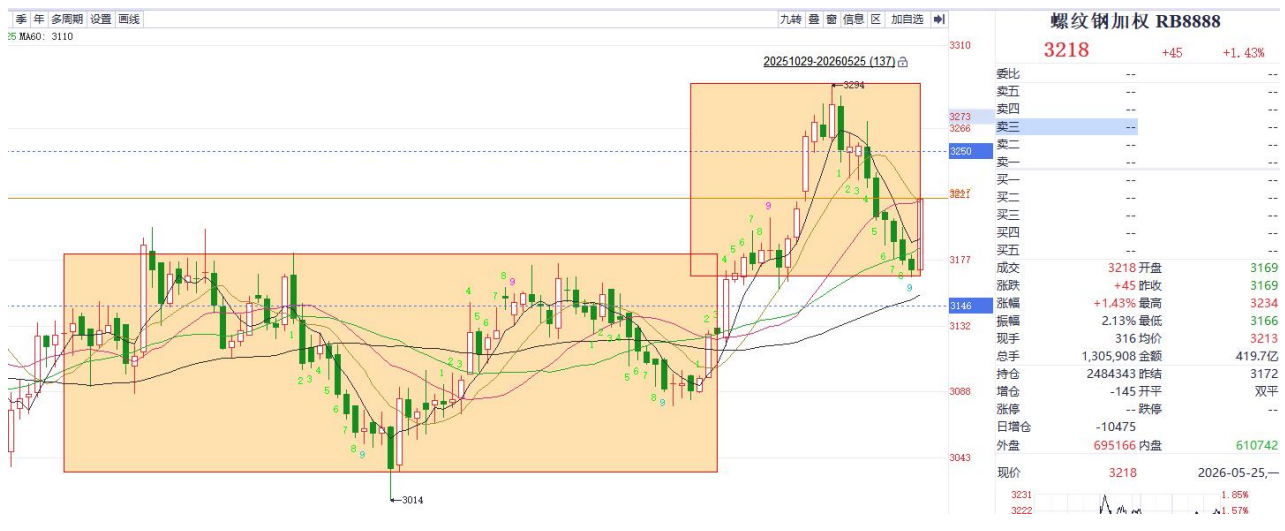 季 年 多周期 设置 画线
九转 叠 窗 信息 区 加自选
25 MA60: 3110
20251029-20260525 (137)
3294
3014
3310
3273
3266
3250
3221
3177
3146
3132
3088
3043
螺纹钢加权 RB8888
3218 +45 +1.43%
委比 --
卖五 -- --
卖四 -- --
卖三 -- --
卖二 -- --
卖一 -- --
买一 -- --
买二 -- --
买三 -- --
买四 -- --
买五 -- --
成交 3218 开盘 3169
涨跌 +45 昨收 3169
涨幅 +1.43% 最高 3234
振幅 2.13% 最低 3166
现手 316 均价 3213
总手 1,305,908 金额 419.7亿
持仓 2484343 昨结 3172
增仓 -145 开平 双平
涨停 -- 跌停 --
日增仓 -10475
外盘 695166 内盘 610742
现价 3218 2026-05-25,一
3231 1.85%
3222 1.57%